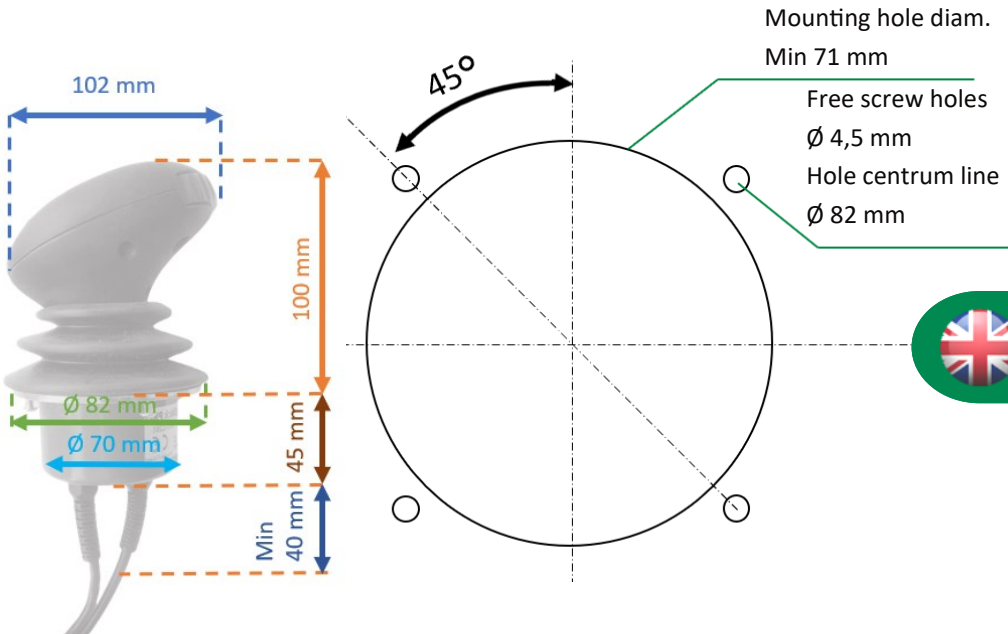 102 mm
100 mm
Ø 82 mm
Ø 70 mm
45 mm
Min
40 mm
45°
Mounting hole diam.
Min 71 mm
Free screw holes
Ø 4,5 mm
Hole centrum line
Ø 82 mm